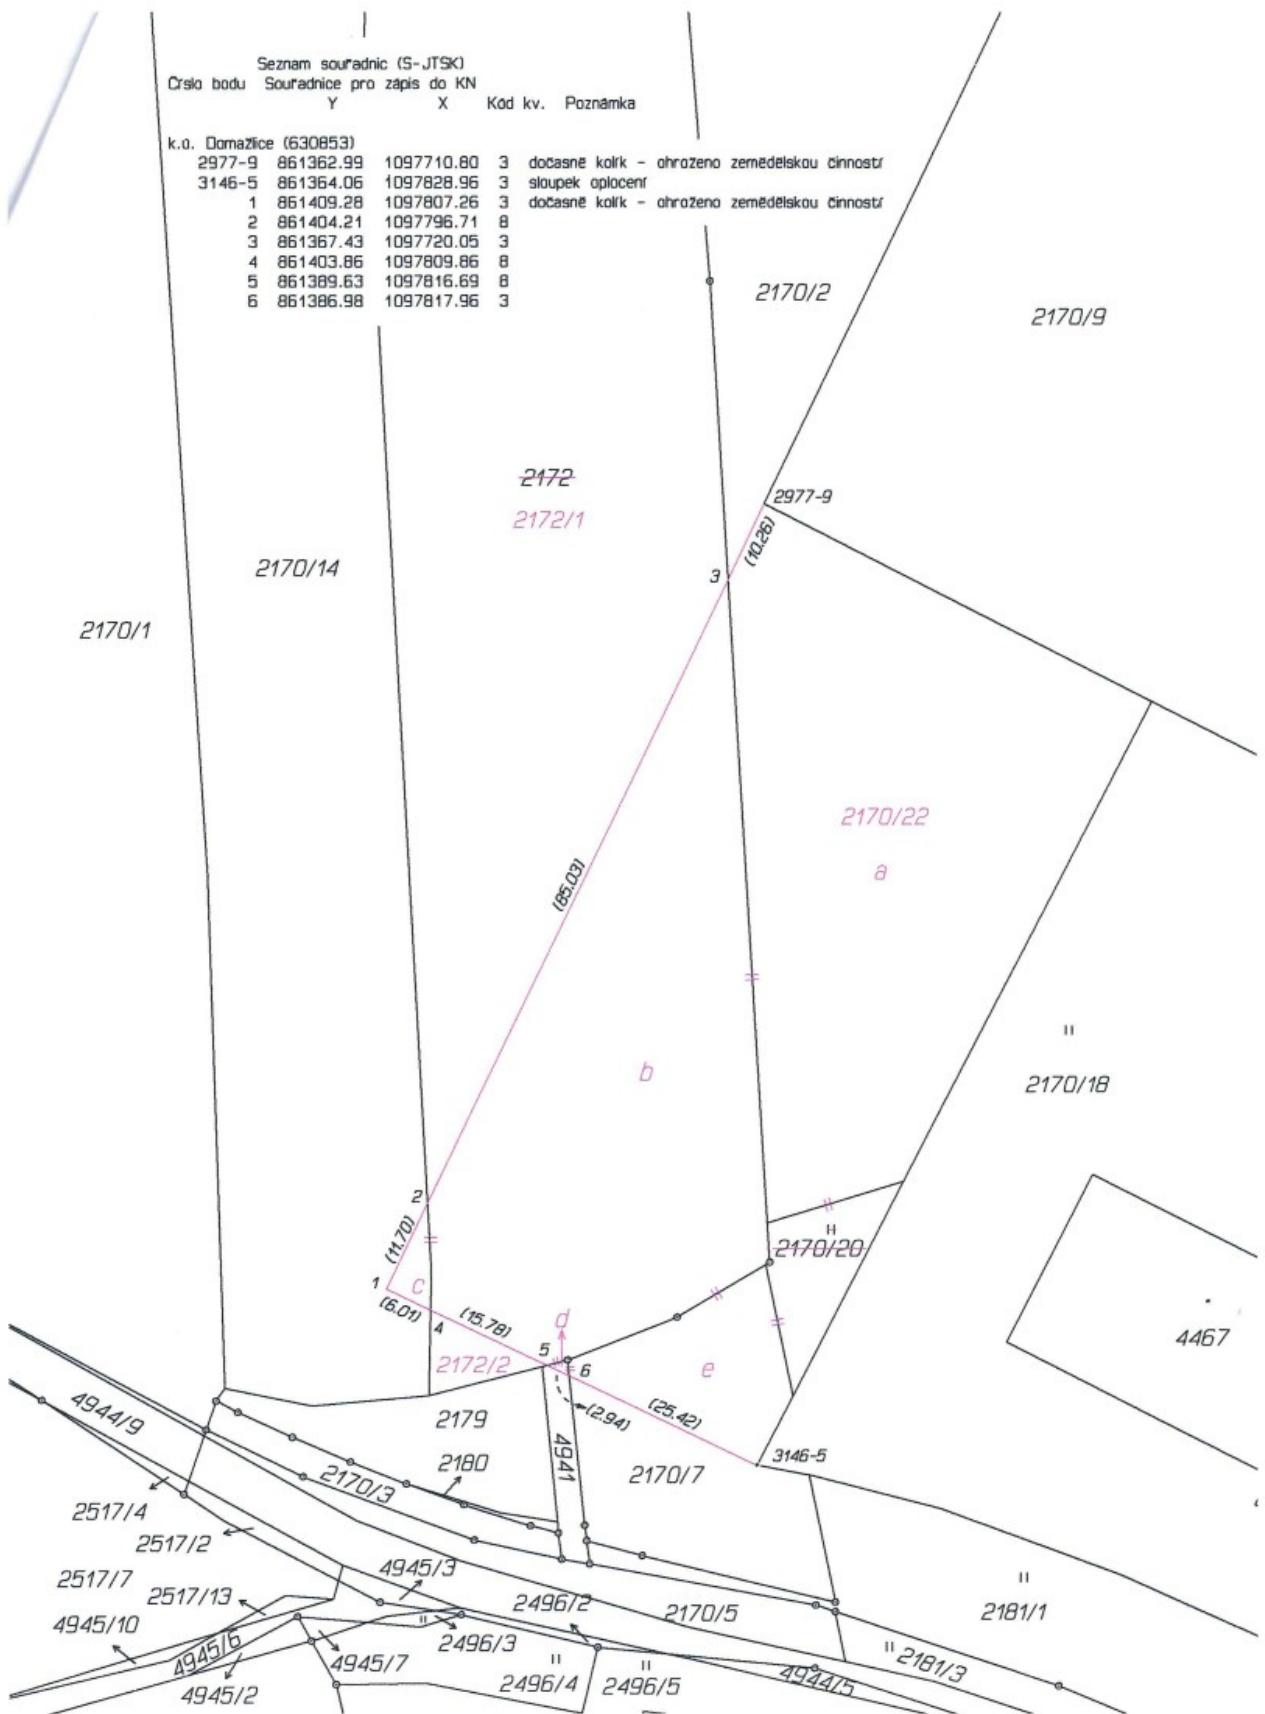 Seznam souřadnic (S-JTSK)
Číslo bodu Souřadnice pro zápis do KN
Y X Kód kv. Poznámka
k.ú. Domažlice (630853)
2977-9 861362.99 1097710.80 3 dočasně kolík - ohroženo zemědělskou činností
3146-5 861364.06 1097828.96 3 sloupek oplocení
1 861409.28 1097807.26 3 dočasně kolík - ohroženo zemědělskou činností
2 861404.21 1097796.71 8
3 861367.43 1097720.05 3
4 861403.86 1097809.86 8
5 861389.63 1097816.69 8
6 861386.98 1097817.96 3
2170/2
2170/9
2172
2977-9
2172/1
(10.26)
2170/14
3
2170/1
2170/22
a
(85.03)
b
2170/18
2
2170/20
(11.70)
1
c
(6.01)
(15.78)
4
d
5
6
2172/2
e
4467
(2.94)
(25.42)
4944/9
2179
4941
3146-5
2180
2170/7
2170/3
2517/4
2517/2
4945/3
2517/7
2517/13
2496/2
2170/5
2181/1
4945/10
4945/6
2496/3
4945/7
2181/3
4945/2
2496/4
2496/5
4944/5